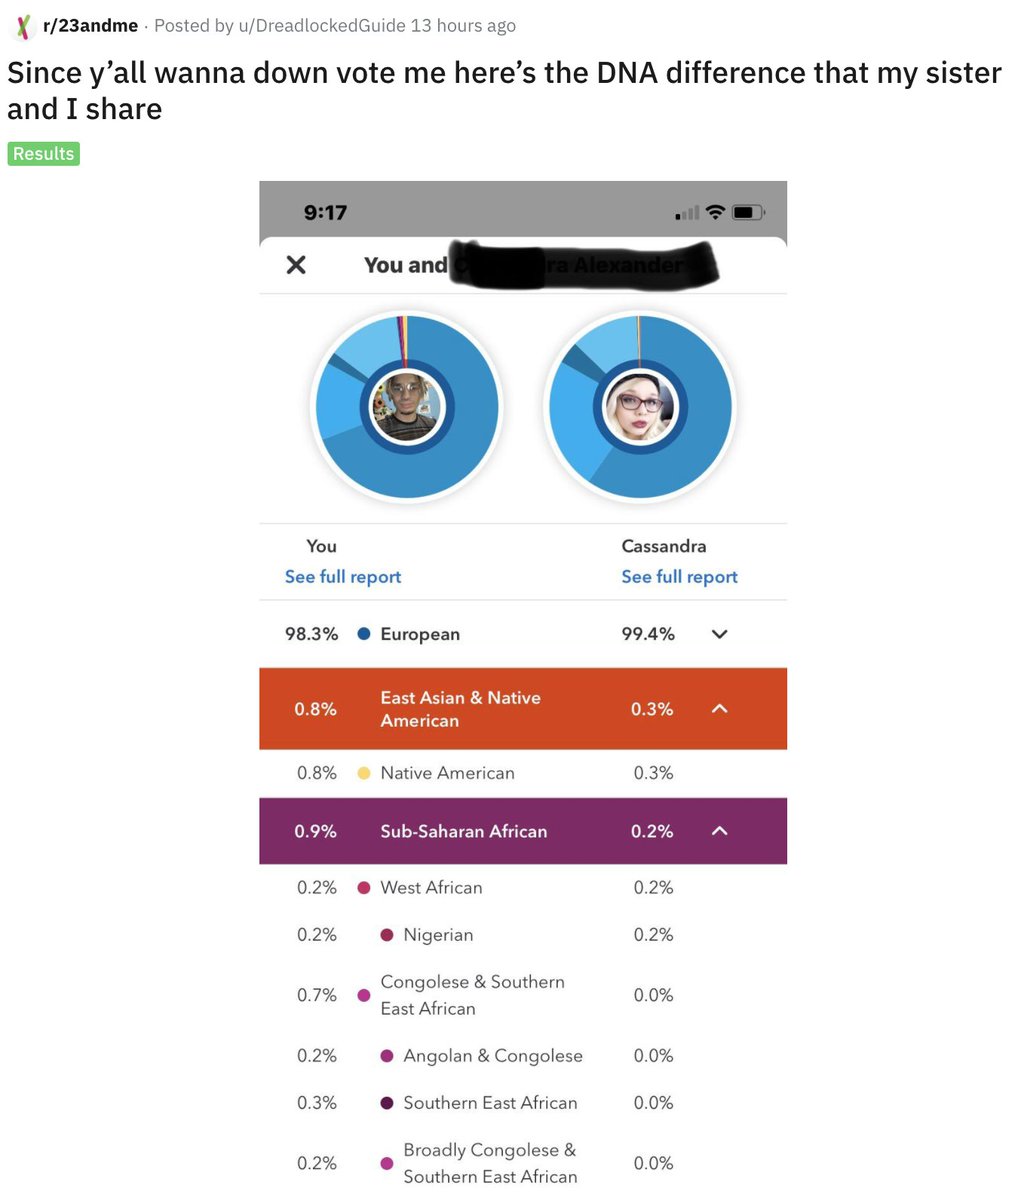 r/23andme · Posted by u/DreadlockedGuide 13 hours ago
Since y’all wanna down vote me here’s the DNA difference that my sister
and I share
Results
9:17
You and
You Cassandra
See full report See full report
98.3% European 99.4%
0.8% East Asian & Native
American 0.3%
0.8% Native American 0.3%
0.9% Sub-Saharan African 0.2%
0.2% West African 0.2%
0.2% Nigerian 0.2%
0.7% Congolese & Southern
East African 0.0%
0.2% Angolan & Congolese 0.0%
0.3% Southern East African 0.0%
0.2% Broadly Congolese &
Southern East African 0.0%